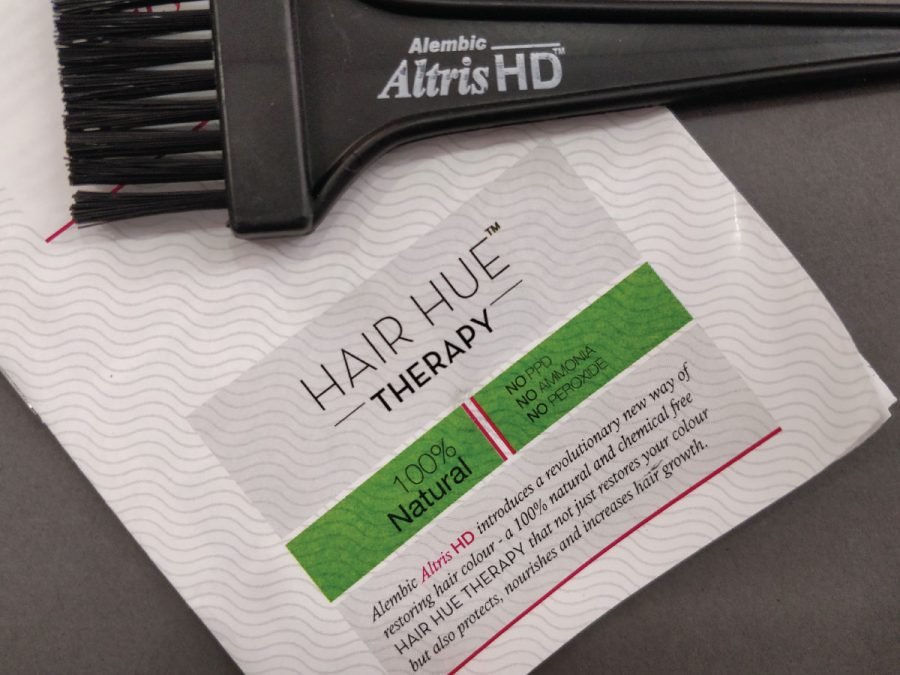 Alembic
Altris HD™
HAIR HUE™
THERAPY
100%
Natural
NO PPD
NO AMMONIA
NO PEROXIDE
Alembic Altris HD introduces a revolutionary new way of
restoring hair colour - a 100% natural and chemical free
HAIR HUE THERAPY that not just restores your colour
but also protects, nourishes and increases hair growth.